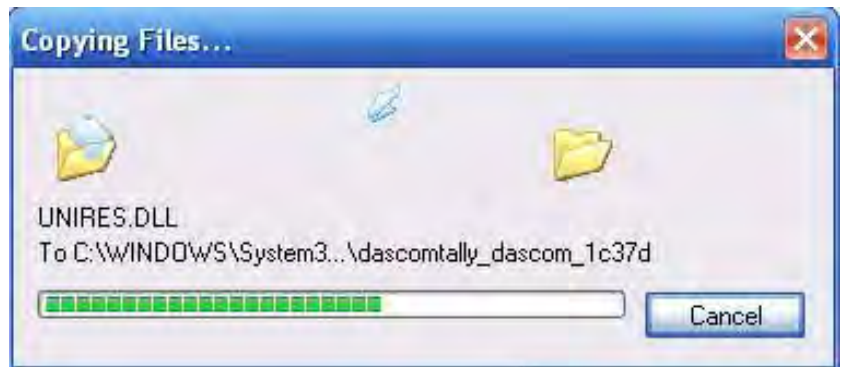 Copying Files...
UNIRES.DLL
To C:\WINDOWS\System3...\dascomtally_dascom_1c37d
Cancel